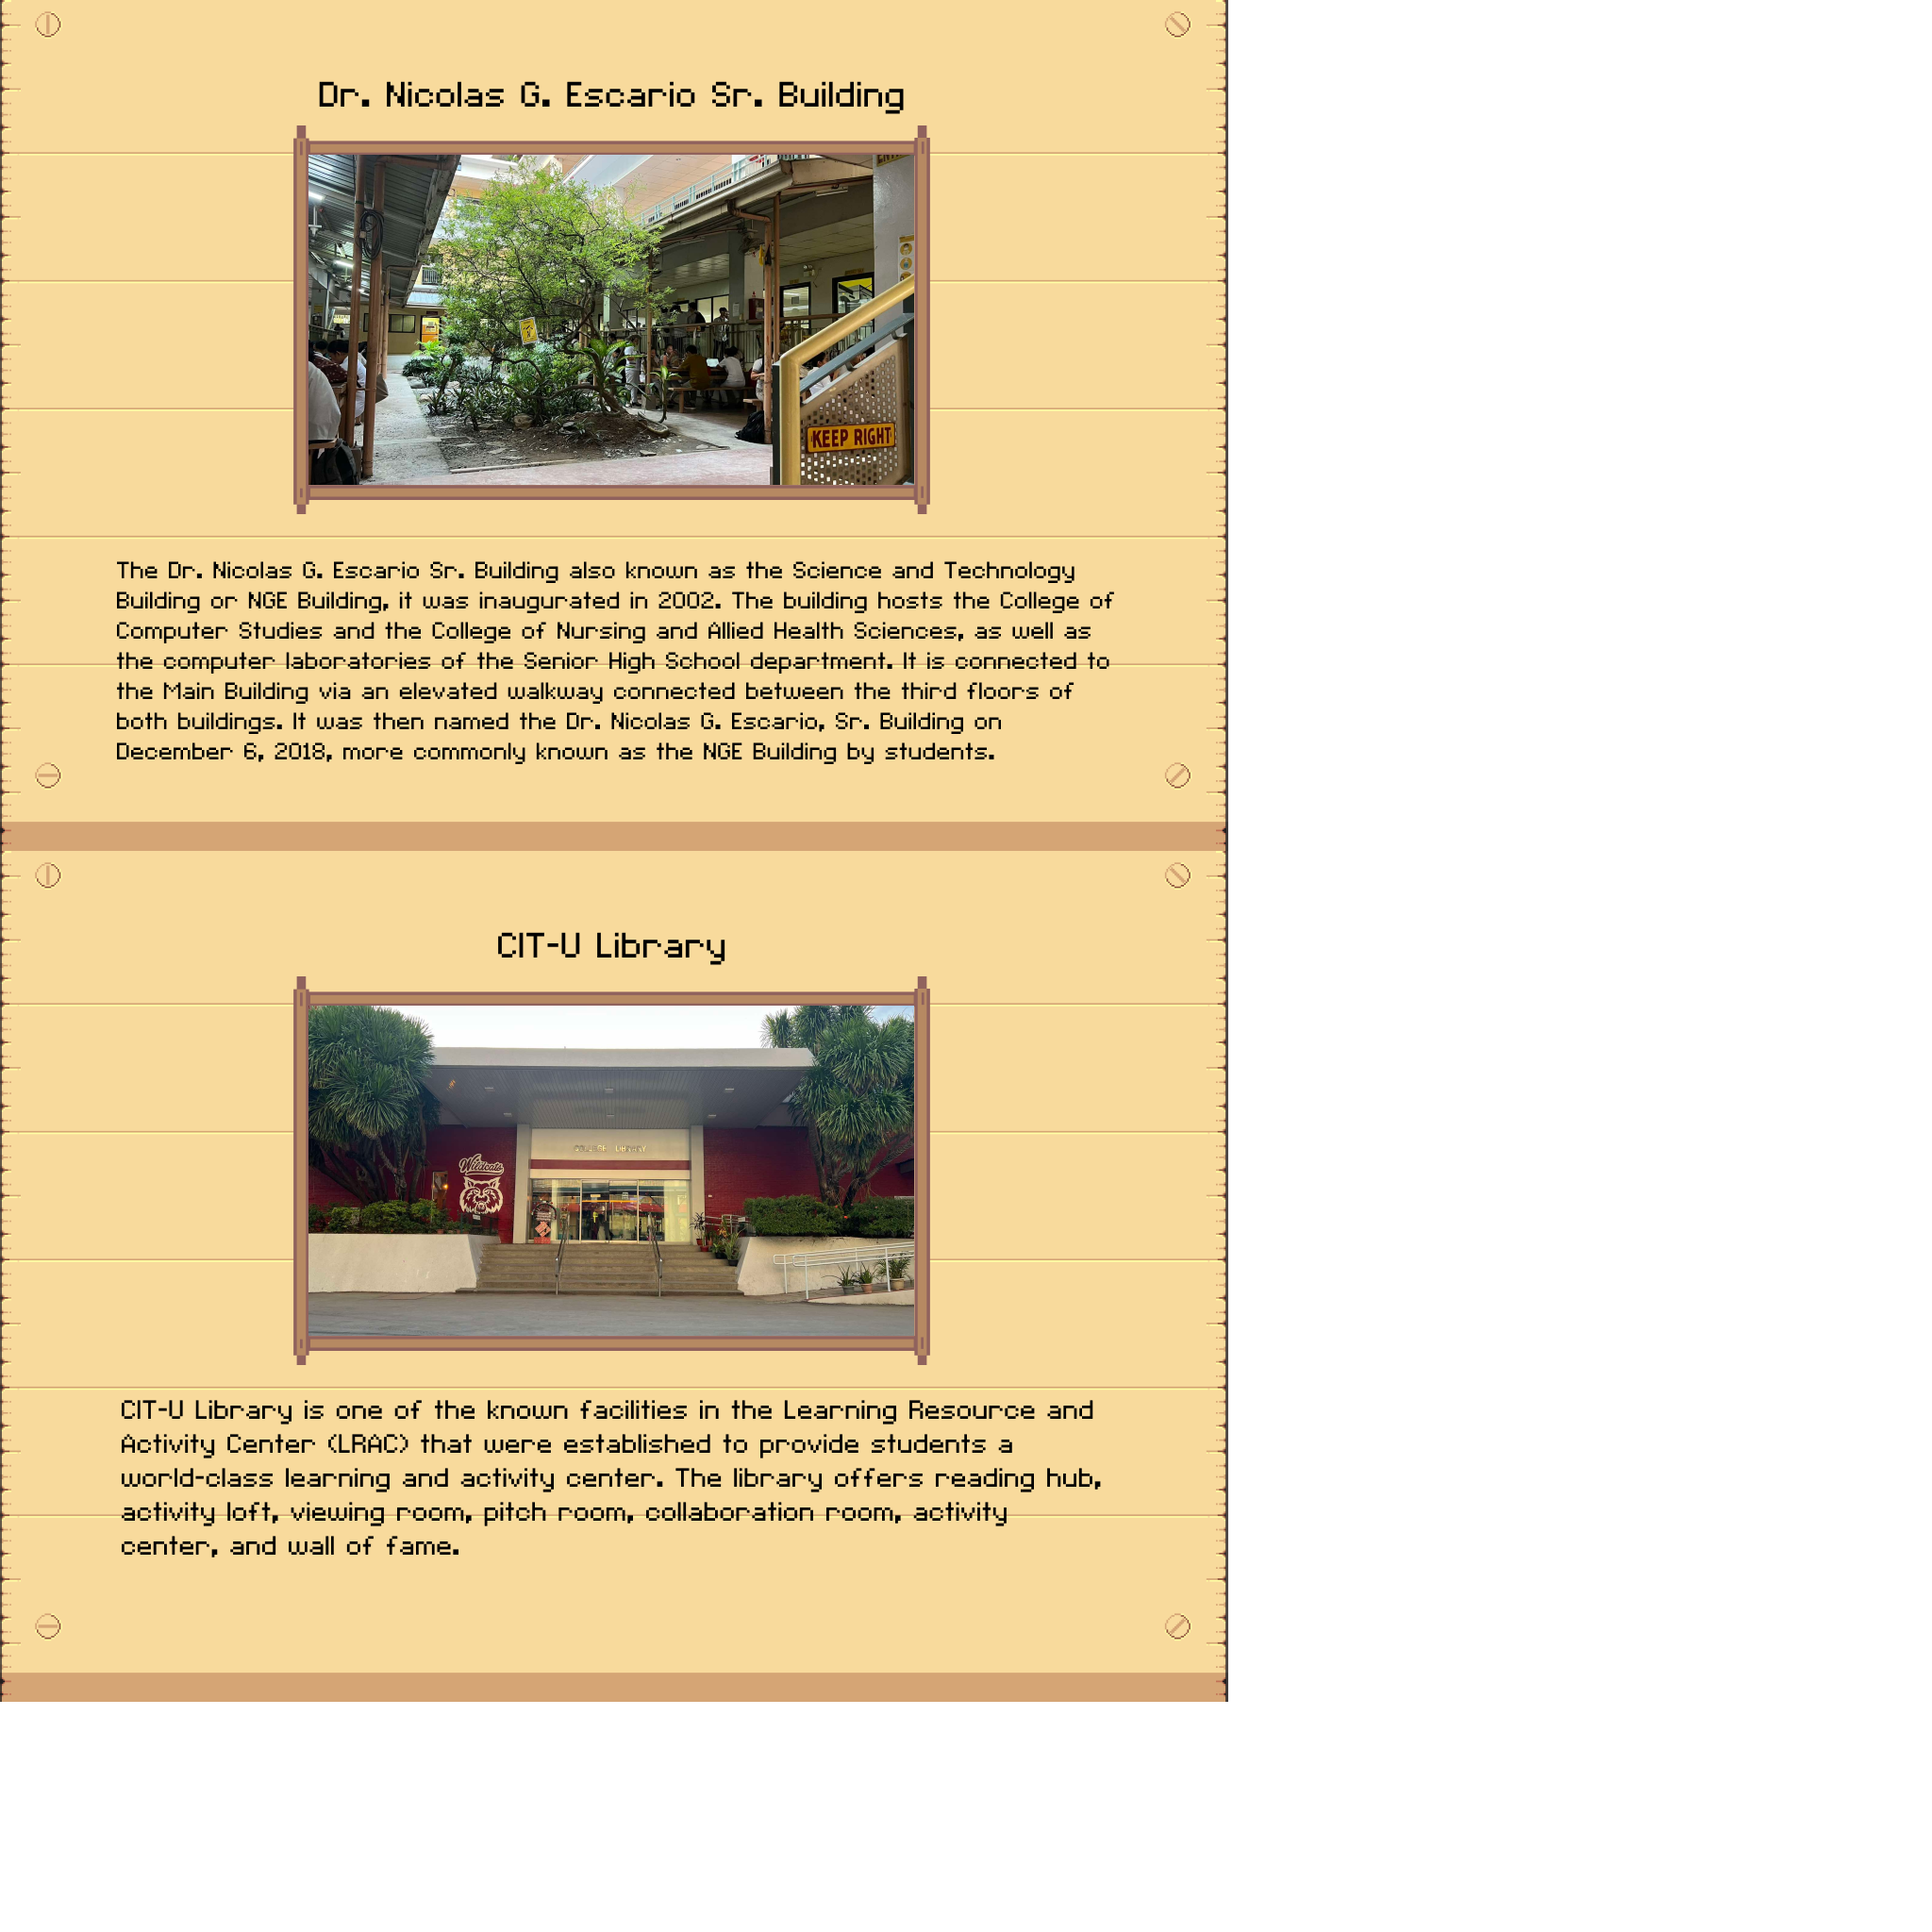 Dr. Nicolas G. Escario Sr. Building
KEEP RIGHT
The Dr. Nicolas G. Escario Sr. Building also known as the Science and Technology
Building or NGE Building, it was inaugurated in 2002. The building hosts the College of
Computer Studies and the College of Nursing and Allied Health Sciences, as well as
the computer laboratories of the Senior High School department. It is connected to
the Main Building via an elevated walkway connected between the third floors of
both buildings. It was then named the Dr. Nicolas G. Escario, Sr. Building on
December 6, 2018, more commonly known as the NGE Building by students.
CIT-U Library
COLLEGE LIBRARY
Wildcats
CIT-U Library is one of the known facilities in the Learning Resource and
Activity Center (LRAC) that were established to provide students a
world-class learning and activity center. The library offers reading hub,
activity loft, viewing room, pitch room, collaboration room, activity
center, and wall of fame.